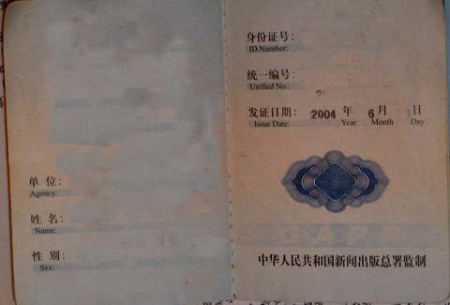 单 位：
Agency:
姓 名：
Name:
性 别：
Sex:
身份证号：
ID.Number:
统一编号：
Unified No.:
发证日期： 2004 年 6 月 日
Issue Date: Year Month Day
中华人民共和国新闻出版总署监制